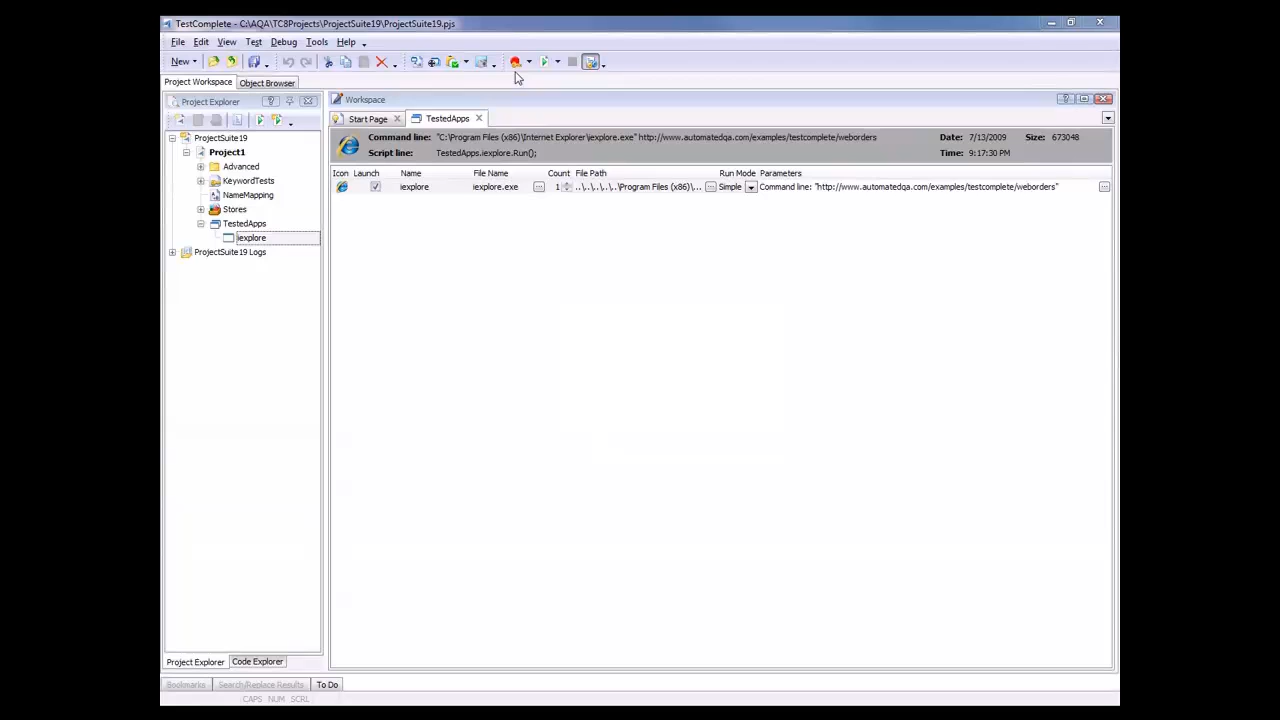 TestComplete - C:\AQA\TC8Projects\ProjectSuite19\ProjectSuite19.pjs
File Edit View Test Debug Tools Help
New
Project Workspace Object Browser
Project Explorer
Workspace
Start Page TestedApps
ProjectSuite19
Project1
Advanced
KeywordTests
NameMapping
Stores
TestedApps
iexplore
ProjectSuite19 Logs
Command line: "C:\Program Files (x86)\Internet Explorer\iexplore.exe" http://www.automatedqa.com/examples/testcomplete/weborders Date: 7/13/2009 Size: 673048
Script line: TestedApps.iexplore.Run(); Time: 9:17:30 PM
Icon Launch Name File Name Count File Path Run Mode Parameters
iexplore iexplore.exe ... 1 ..\..\..\..\..\Program Files (x86)\... ... Simple Command line: "http://www.automatedqa.com/examples/testcomplete/weborders" ...
Project Explorer Code Explorer
Bookmarks Search/Replace Results To Do
CAPS NUM SCRL